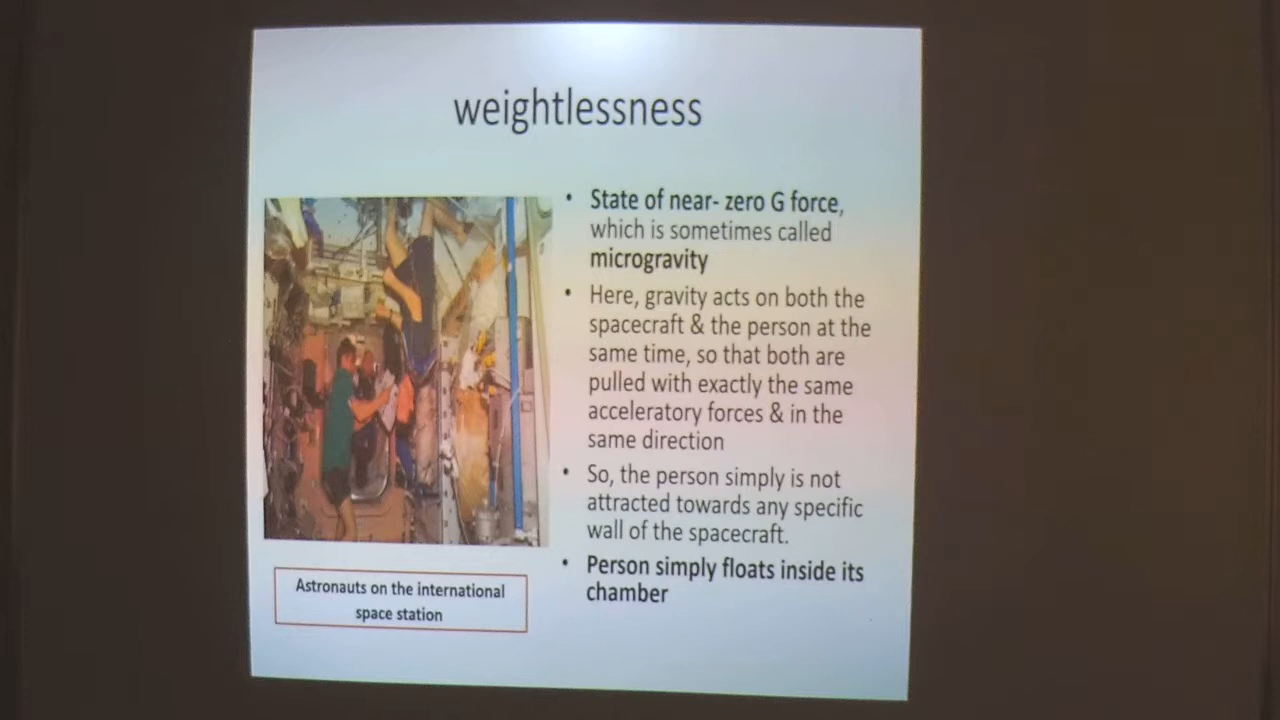 weightlessness
• State of near- zero G force,
which is sometimes called
microgravity
• Here, gravity acts on both the
spacecraft & the person at the
same time, so that both are
pulled with exactly the same
acceleratory forces & in the
same direction
• So, the person simply is not
attracted towards any specific
wall of the spacecraft.
• Person simply floats inside its
chamber
Astronauts on the international
space station